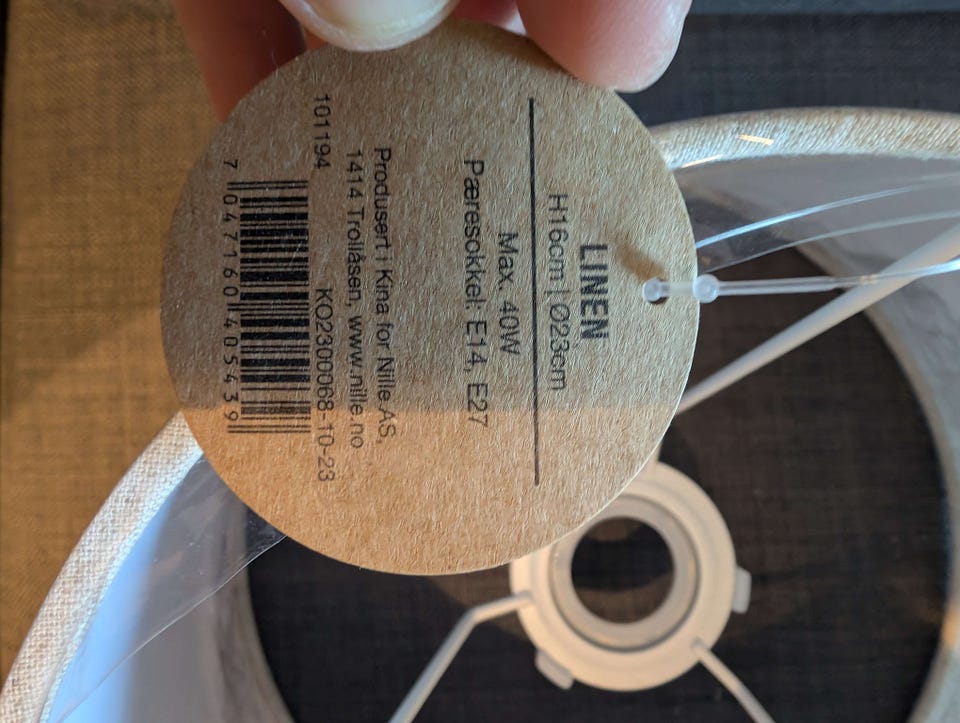 LINEN
H16cm | Ø23cm
Max. 40W
Pæresokkel: E14, E27
Produsert i Kina for Nille AS,
1414 Trollåsen, www.nille.no
101194 KO2300068-10-23
7 047160 405439